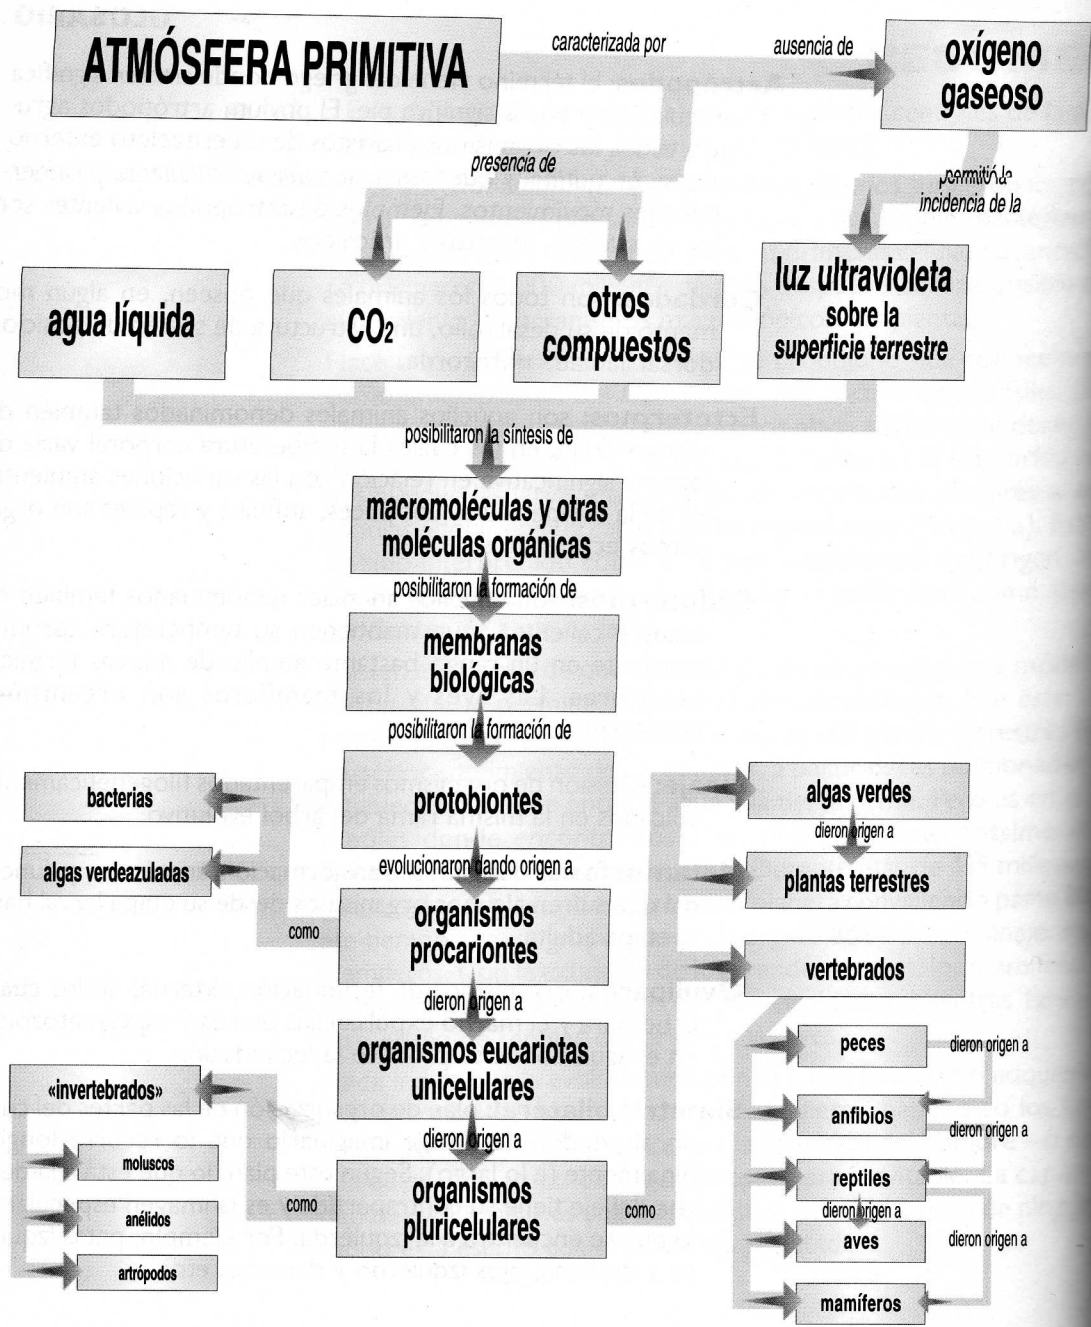 ATMÓSFERA PRIMITIVA
caracterizada por
ausencia de
oxígeno
gaseoso
presencía de
incidencia de la
agua líquida
CO2
otros
compuestos
luz ultravioleta
sobre la
superficie terrestre
posibilitaron la síntesis de
macromoléculas y otras
moléculas orgánicas
posibilitaron la formación de
membranas
biológicas
posibilitaron la formación de
protobiontes
evolucionaron dando origen a
bacterias
algas verdeazuladas
como
organismos
procariontes
dieron origen a
organismos eucariotas
unicelulares
dieron origen a
organismos
pluricelulares
como
«invertebrados»
moluscos
anélidos
artrópodos
como
algas verdes
dieron origen a
plantas terrestres
vertebrados
peces
dieron origen a
anfibios
dieron origen a
reptiles
dieron origen a
aves
dieron origen a
mamíferos